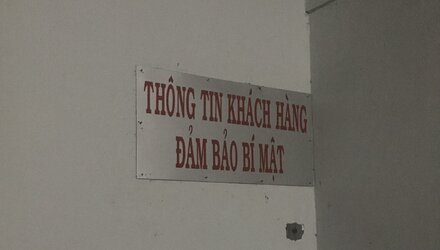 THÔNG TIN KHÁCH HÀNG
ĐẢM BẢO BÍ MẬT